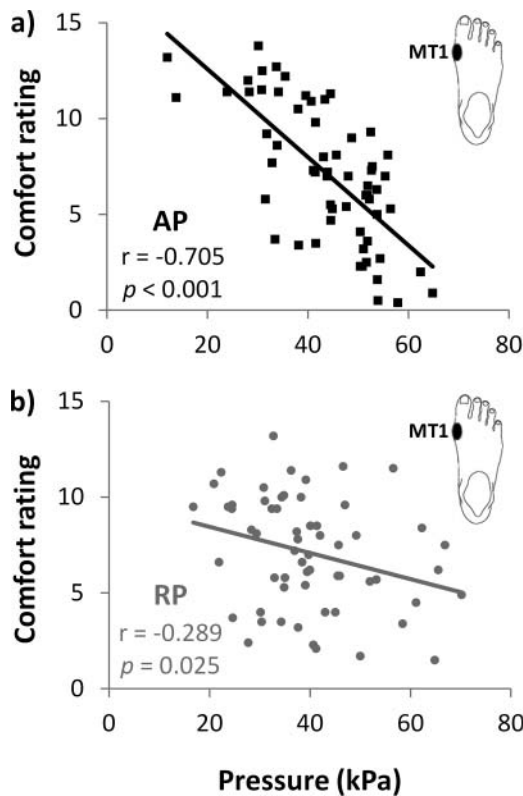 a)
15
10
5
0
Comfort rating
AP
r = -0.705
p < 0.001
MT1
20
40
60
80
b)
15
10
5
0
Comfort rating
RP
r = -0.289
p = 0.025
MT1
0
20
40
60
80
Pressure (kPa)